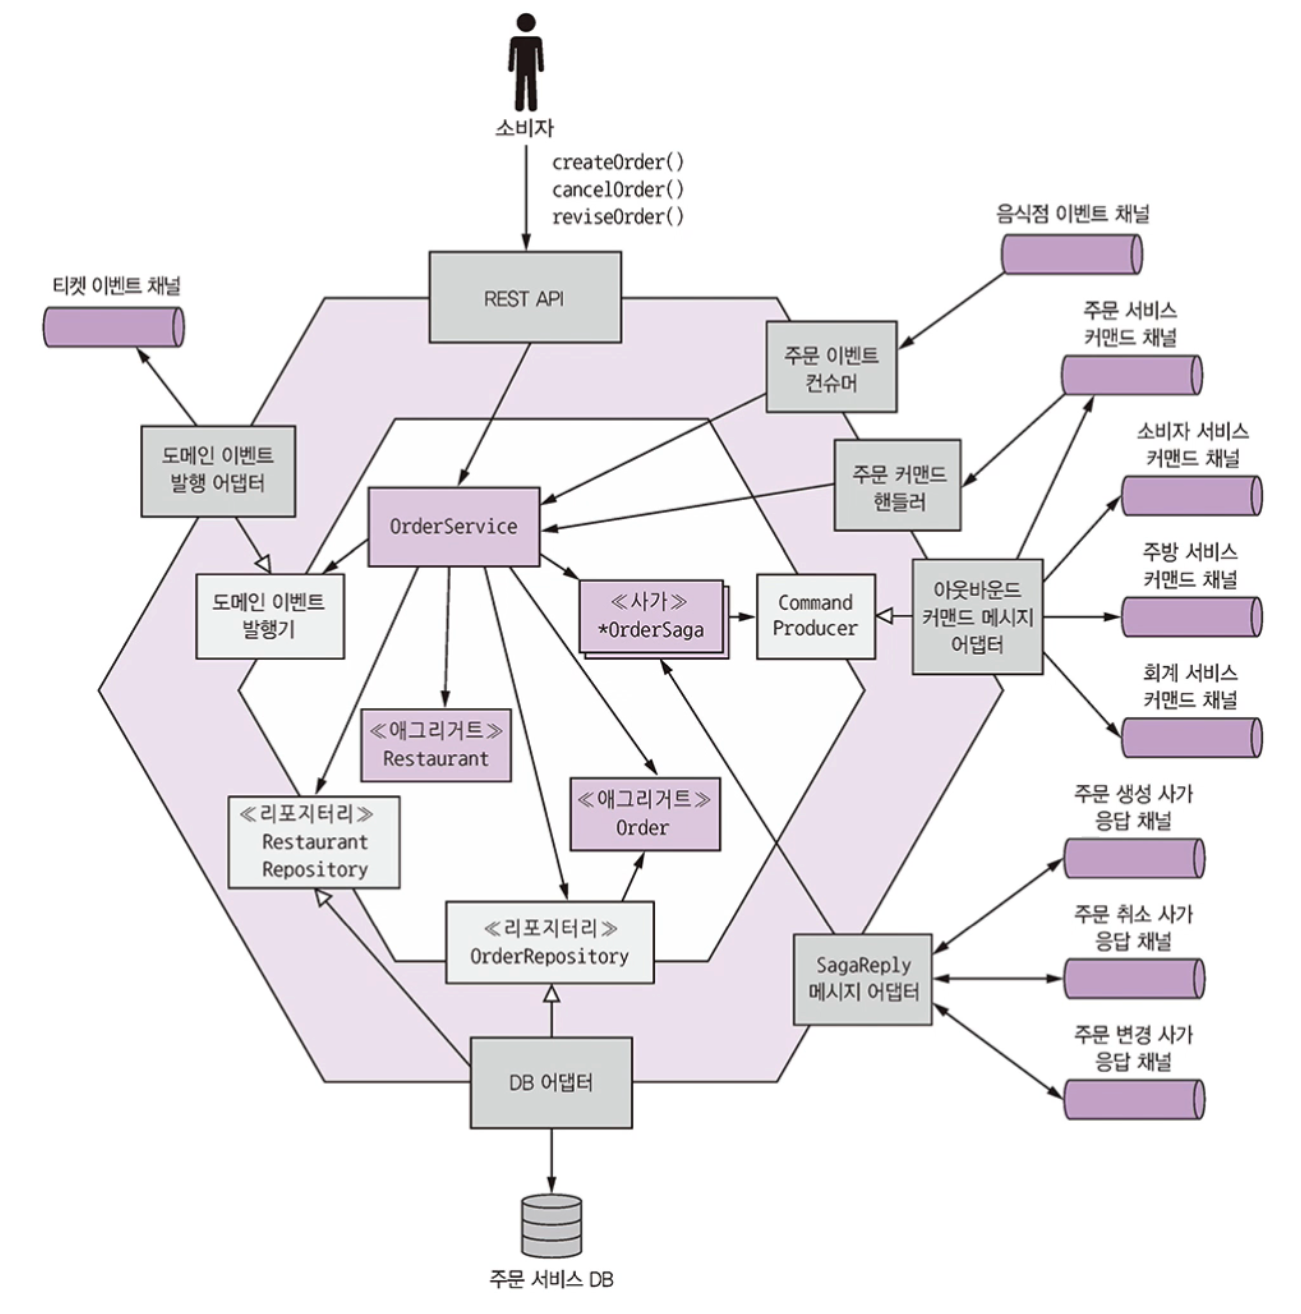 소비자
createOrder()
cancelOrder()
reviseOrder()
음식점 이벤트 채널
티켓 이벤트 채널
REST API
주문 서비스
커맨드 채널
주문 이벤트
컨슈머
소비자 서비스
커맨드 채널
도메인 이벤트
발행 어댑터
주문 커맨드
핸들러
OrderService
주방 서비스
커맨드 채널
도메인 이벤트
발행기
≪사가≫
*OrderSaga
Command
Producer
아웃바운드
커맨드 메시지
어댑터
회계 서비스
커맨드 채널
≪애그리거트≫
Restaurant
≪애그리거트≫
Order
≪리포지터리≫
Restaurant
Repository
주문 생성 사가
응답 채널
≪리포지터리≫
OrderRepository
주문 취소 사가
응답 채널
SagaReply
메시지 어댑터
주문 변경 사가
응답 채널
DB 어댑터
주문 서비스 DB